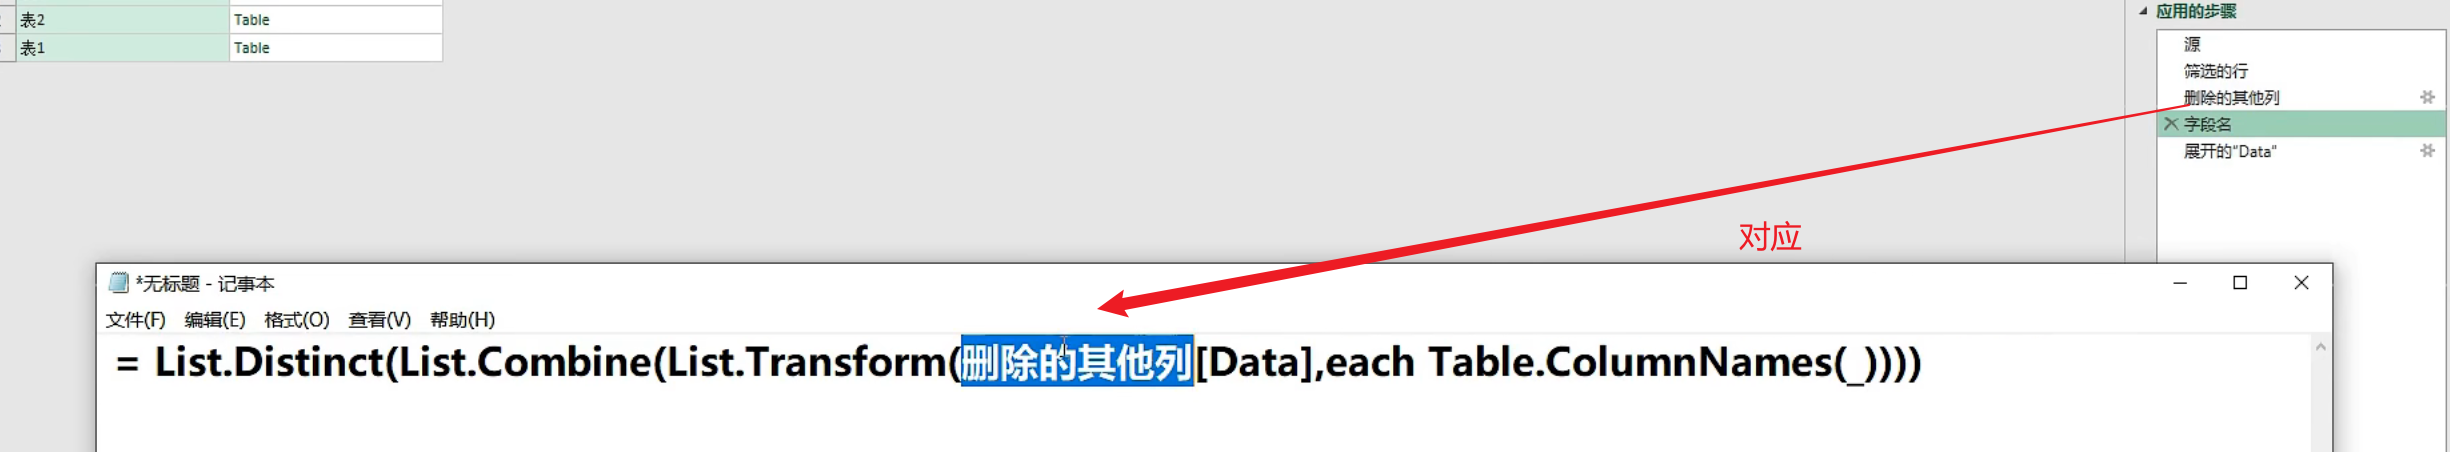 表2 Table
表1 Table
应用的步骤
源
筛选的行
删除的其他列
字段名
展开的"Data"
对应
*无标题 - 记事本
文件(F) 编辑(E) 格式(O) 查看(V) 帮助(H)
= List.Distinct(List.Combine(List.Transform(删除的其他列[Data],each Table.ColumnNames(_))))